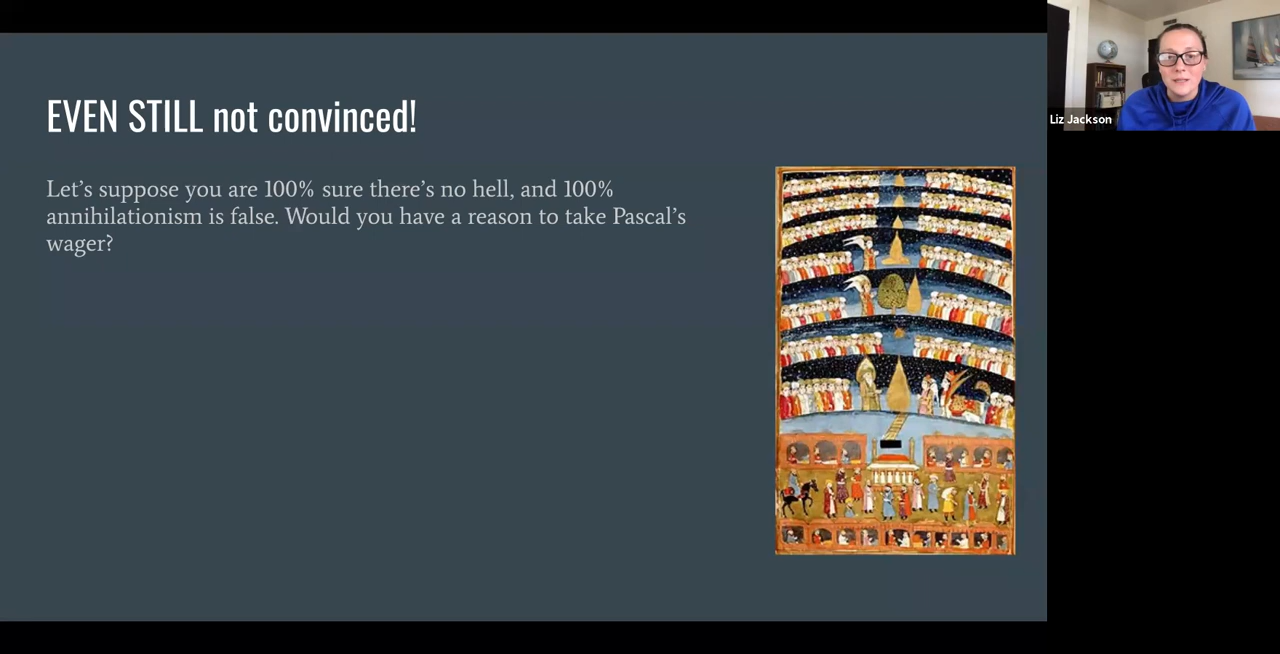 EVEN STILL not convinced!
Let's suppose you are 100% sure there's no hell, and 100%
annihilationism is false. Would you have a reason to take Pascal's
wager?
Liz Jackson